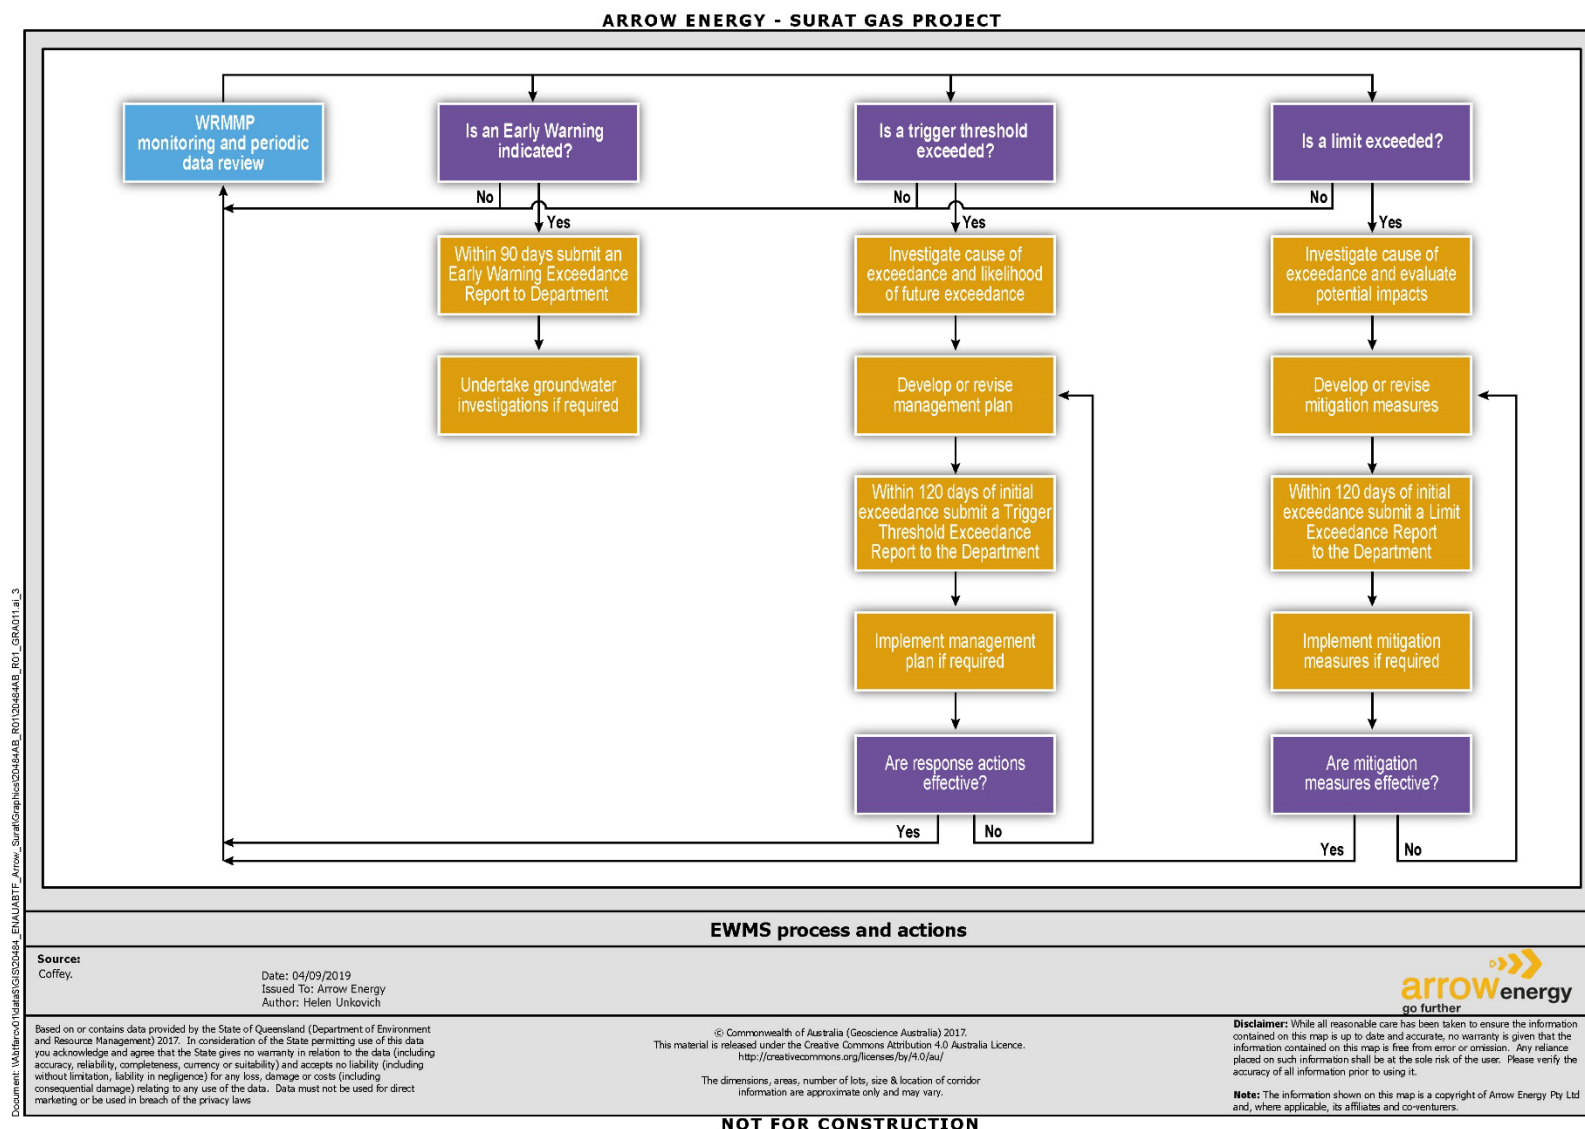 ARROW ENERGY - SURAT GAS PROJECT
WRMMP
monitoring and periodic
data review
Is an Early Warning
indicated?
Is a trigger threshold
exceeded?
Is a limit exceeded?
No
Yes
No
Yes
No
Yes
Within 90 days submit an
Early Warning Exceedance
Report to Department
Investigate cause of
exceedance and likelihood
of future exceedance
Investigate cause of
exceedance and evaluate
potential impacts
Undertake groundwater
investigations if required
Develop or revise
management plan
Develop or revise
mitigation measures
Within 120 days of initial
exceedance submit a Trigger
Threshold Exceedance
Report to the Department
Within 120 days of initial
exceedance submit a Limit
Exceedance Report
to the Department
Implement management
plan if required
Implement mitigation
measures if required
Are response actions
effective?
Are mitigation
measures effective?
Yes
No
Yes
No
EWMS process and actions
Source:
Coffey.
Date: 04/09/2019
Issued To: Arrow Energy
Author: Helen Unkovich
arrowenergy
go further
Based on or contains data provided by the State of Queensland (Department of Environment
and Resource Management) 2017. In consideration of the State permitting use of this data
you acknowledge and agree that the State gives no warranty in relation to the data (including
accuracy, reliability, completeness, currency or suitability) and accepts no liability (including
without limitation, liability in negligence) for any loss, damage or costs (including
consequential damage) relating to any use of the data. Data must not be used for direct
marketing or be used in breach of the privacy laws
© Commonwealth of Australia (Geoscience Australia) 2017.
This material is released under the Creative Commons Attribution 4.0 Australia Licence.
http://creativecommons.org/licenses/by/4.0/au/
The dimensions, areas, number of lots, size & location of corridor
information are approximate only and may vary.
Disclaimer: While all reasonable care has been taken to ensure the information
contained on this map is up to date and accurate, no warranty is given that the
information contained on this map is free from error or omission. Any reliance
placed on such information shall be at the sole risk of the user. Please verify the
accuracy of all information prior to using it.
Note: The information shown on this map is a copyright of Arrow Energy Pty Ltd
and, where applicable, its affiliates and co-venturers.
NOT FOR CONSTRUCTION